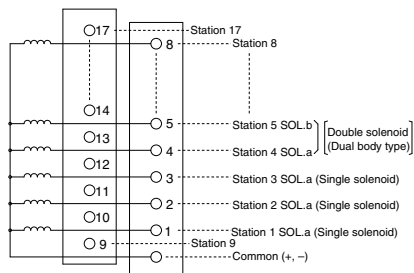 17 Station 17
8 Station 8
14
5 Station 5 SOL.b
Double solenoid
13
(Dual body type)
4 Station 4 SOL.a
12
3 Station 3 SOL.a (Single solenoid)
11
2 Station 2 SOL.a (Single solenoid)
10
1 Station 1 SOL.a (Single solenoid)
9 Station 9
Common (+, –)